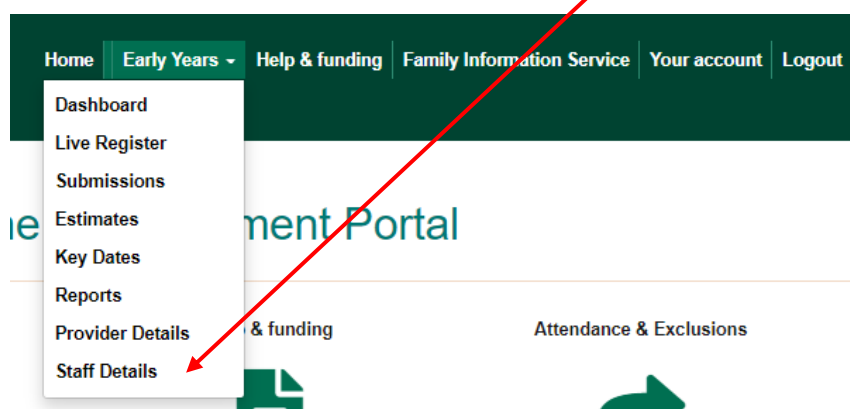 Home Early Years Help & funding Family Information Service Your account Logout
Dashboard
Live Register
Submissions
Estimates
Key Dates
Reports
Provider Details
Staff Details
Portal
& funding
Attendance & Exclusions